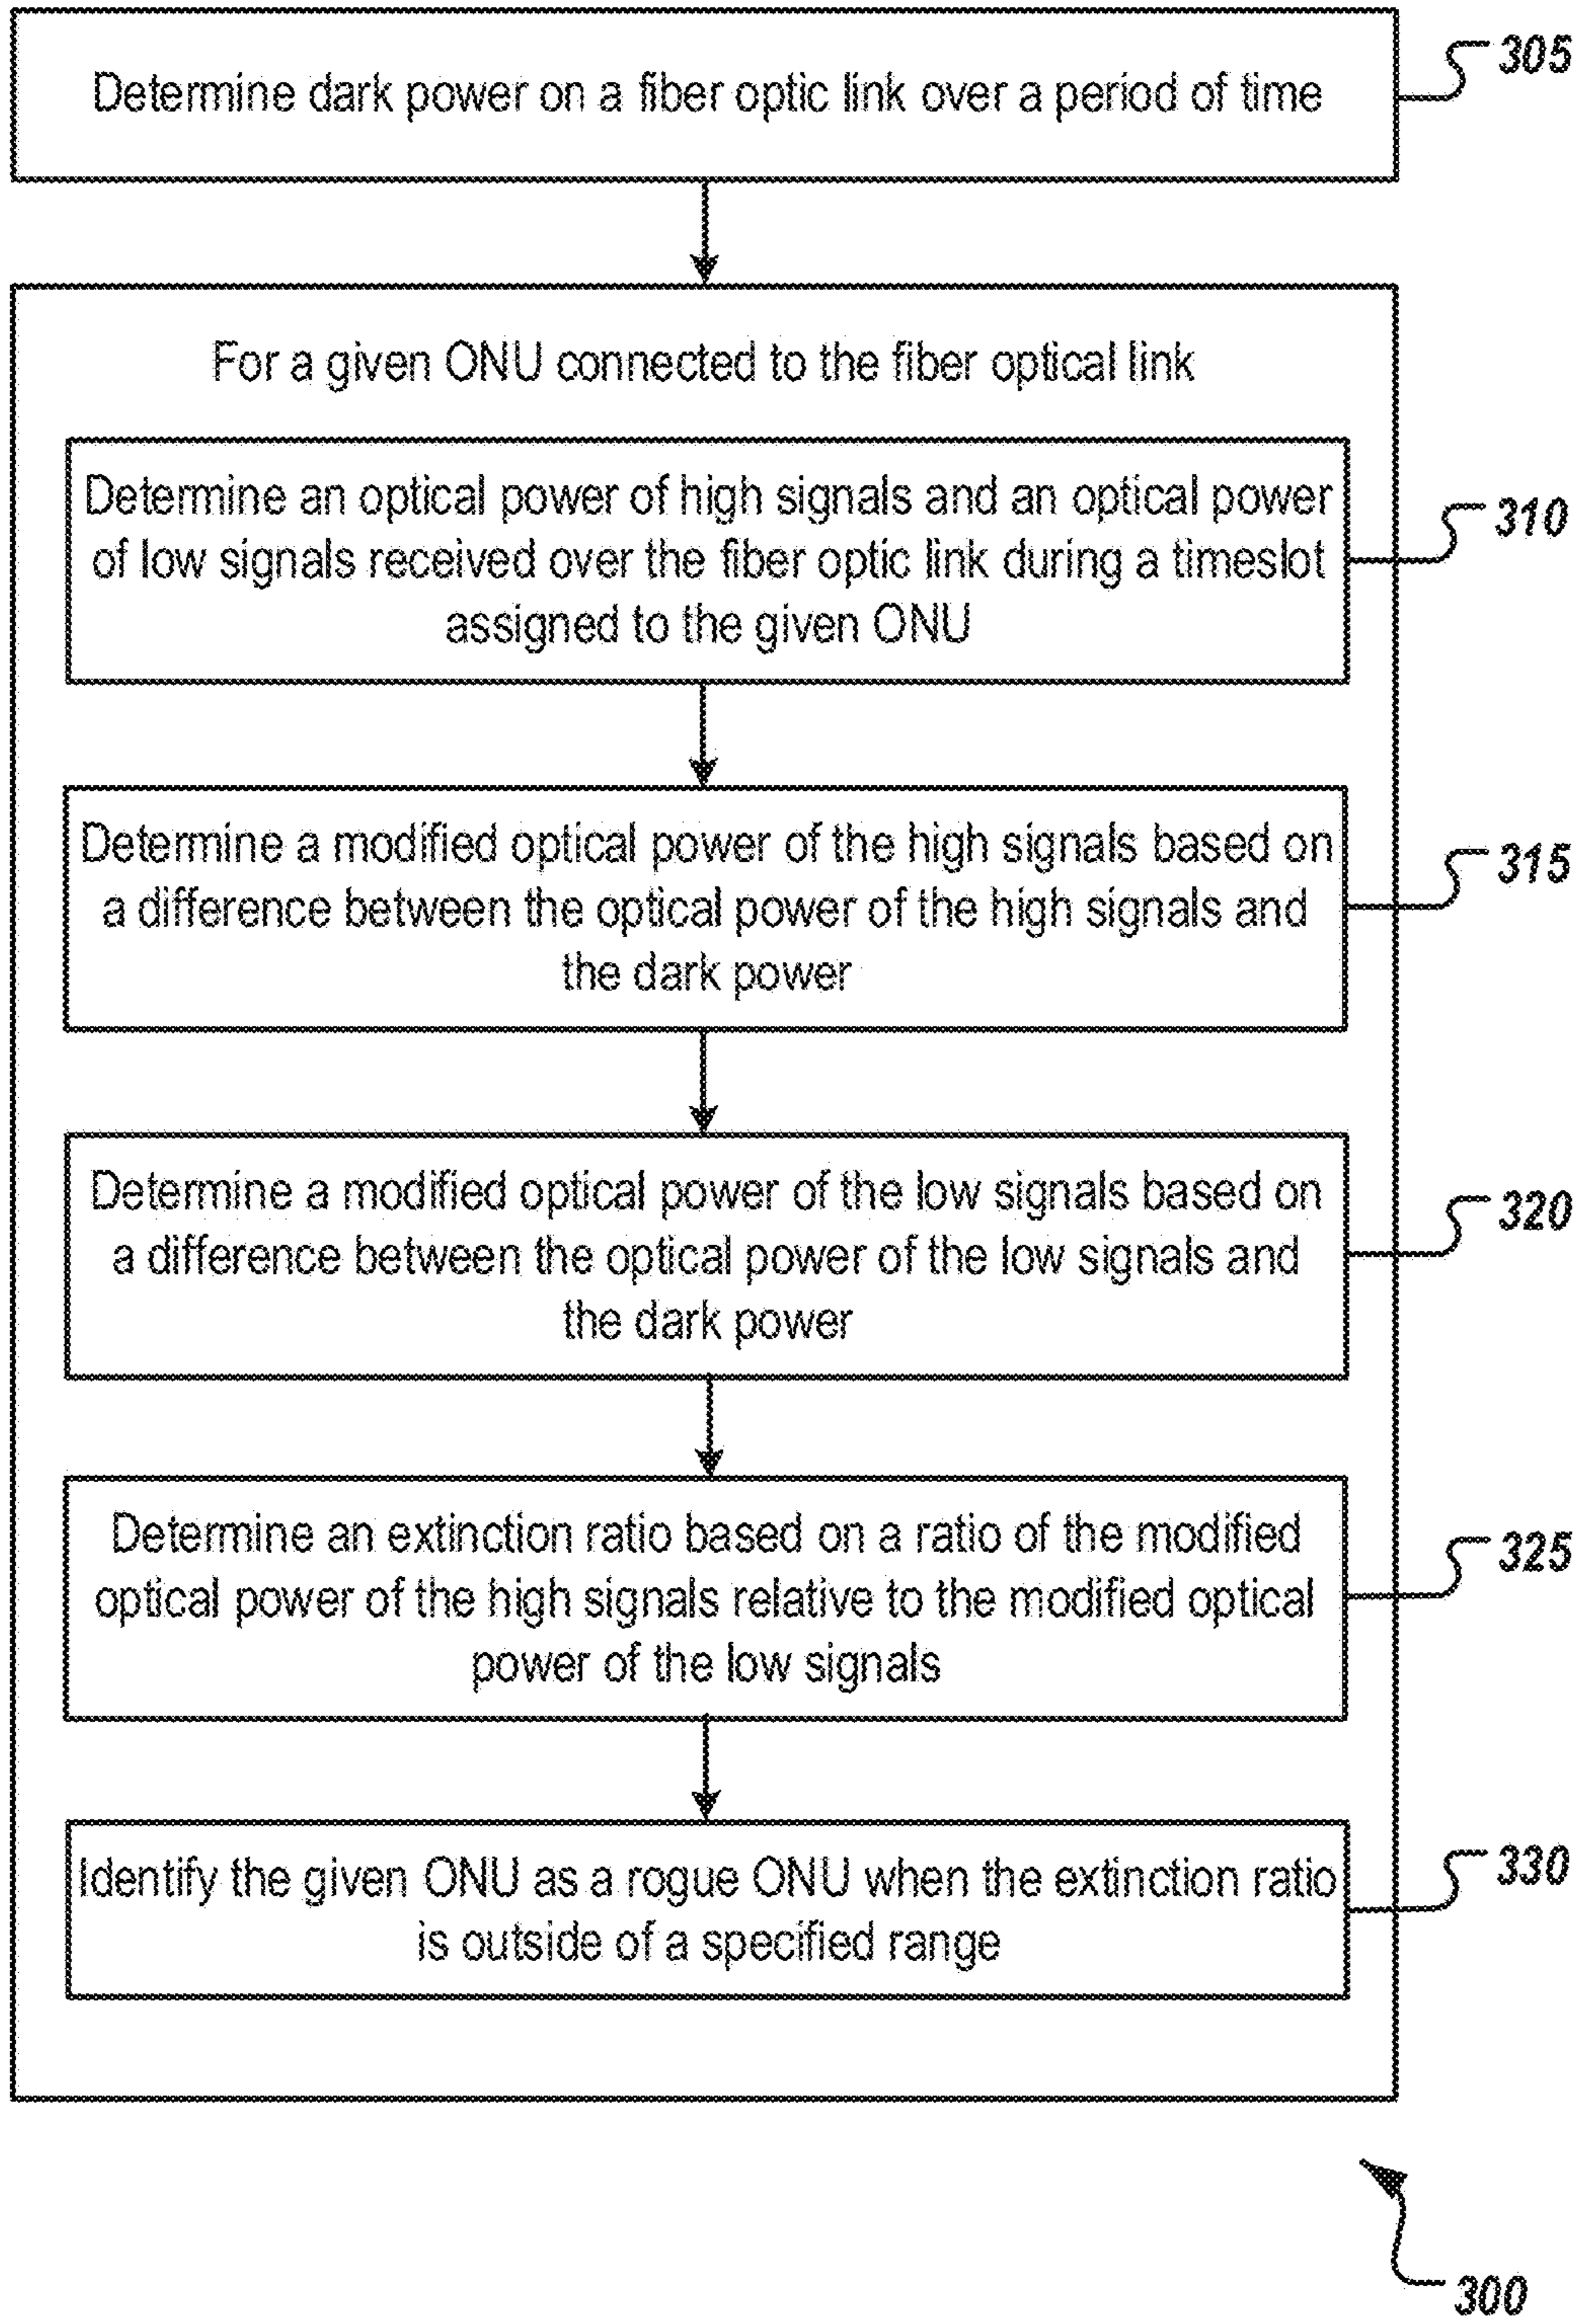 Determine dark power on a fiber optic link over a period of time
305
For a given ONU connected to the fiber optical link
Determine an optical power of high signals and an optical power
of low signals received over the fiber optic link during a timeslot
assigned to the given ONU
310
Determine a modified optical power of the high signals based on
a difference between the optical power of the high signals and
the dark power
315
Determine a modified optical power of the low signals based on
a difference between the optical power of the low signals and
the dark power
320
Determine an extinction ratio based on a ratio of the modified
optical power of the high signals relative to the modified optical
power of the low signals
325
Identify the given ONU as a rogue ONU when the extinction ratio
is outside of a specified range
330
300